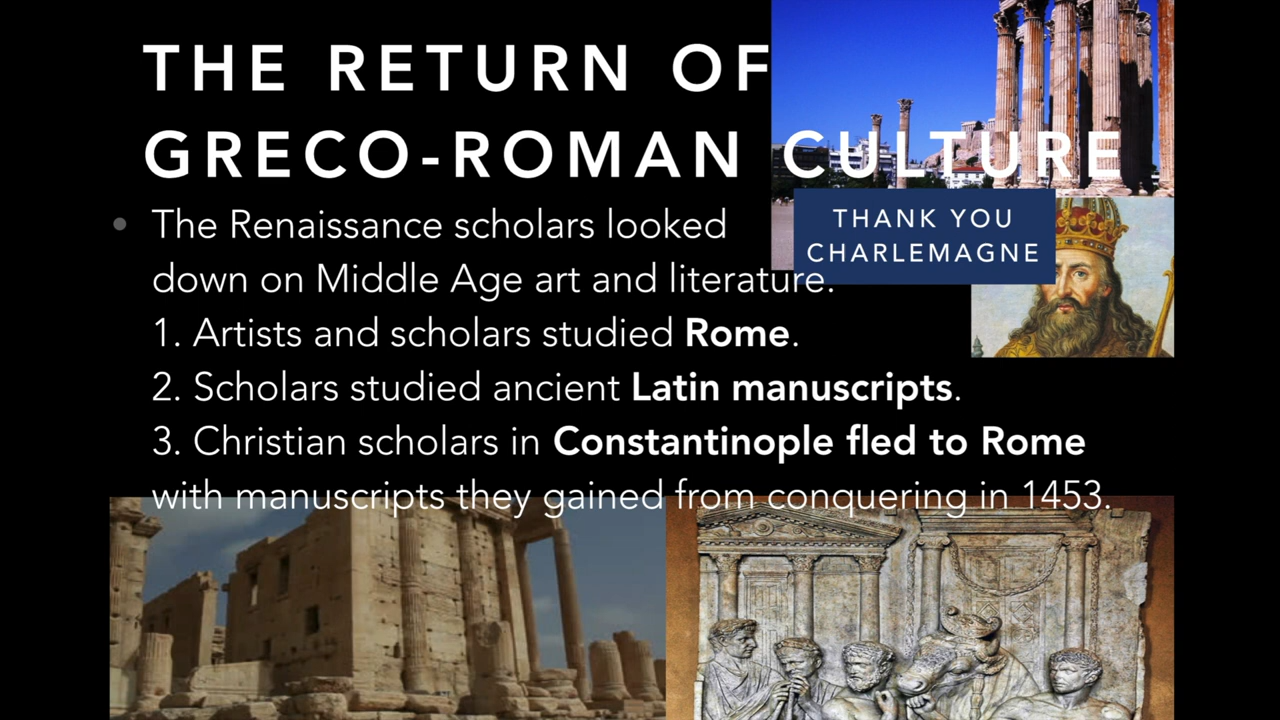 THE RETURN OF
GRECO-ROMAN CULTURE
THANK YOU
CHARLEMAGNE
• The Renaissance scholars looked
down on Middle Age art and literature.
1. Artists and scholars studied Rome.
2. Scholars studied ancient Latin manuscripts.
3. Christian scholars in Constantinople fled to Rome
with manuscripts they gained from conquering in 1453.